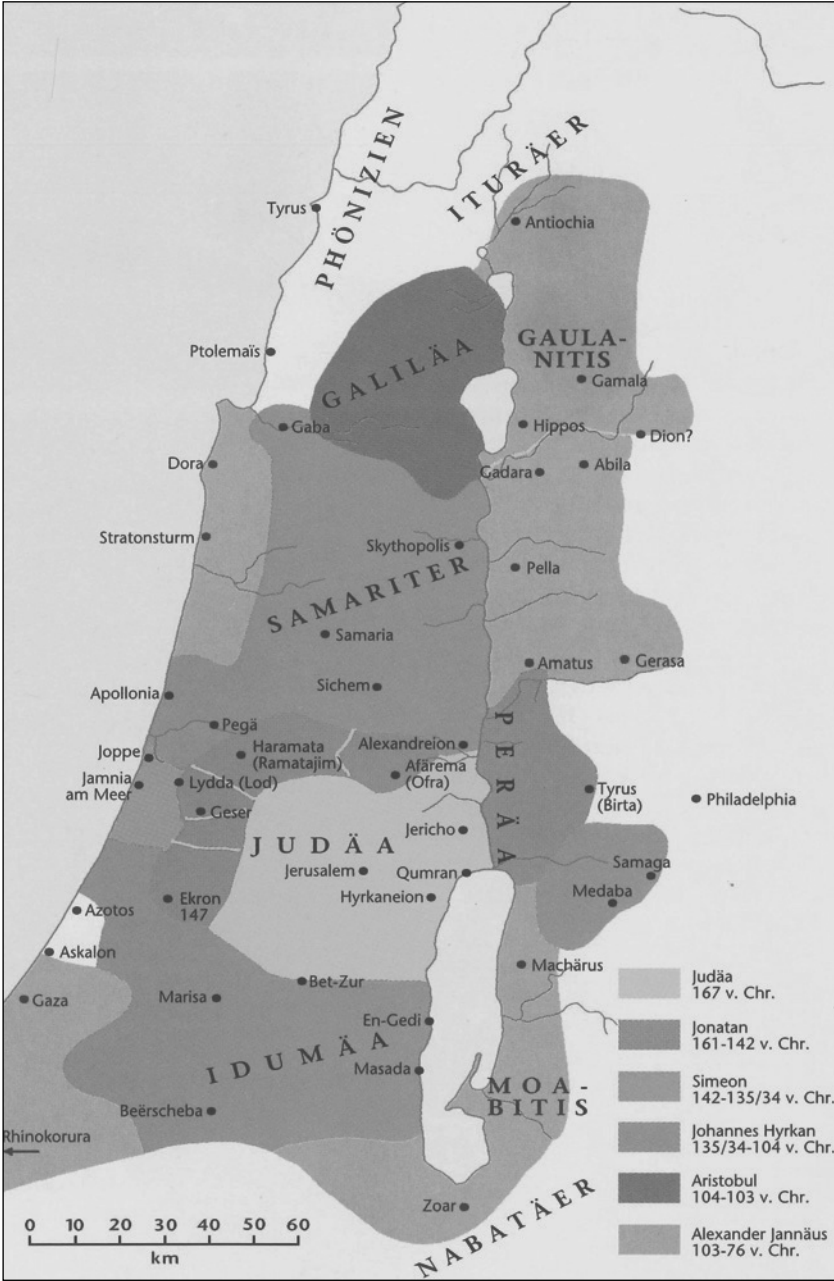 PHÖNIZIEN
ITURÄER
Tyrus
Antiochia
Ptolemaïs
GALILÄA
GAULA-
NITIS
Gamala
Gaba
Hippos
Dion?
Dora
Gadara
Abila
Stratonsturm
Skythopolis
Pella
SAMARITER
Samaria
Amatus
Gerasa
Sichem
Apollonia
PERÄA
Pegä
Joppe
Haramata
(Ramatajim)
Alexandreion
Jamnia
am Meer
Lydda (Lod)
Afärema
(Ofra)
Tyrus
(Birta)
Philadelphia
Geser
JUDÄA
Jericho
Jerusalem
Qumran
Samaga
Hyrkaneion
Medaba
Ekron
147
Azotos
Askalon
Machärus
Bet-Zur
Gaza
Marisa
En-Gedi
IDUMÄA
Masada
MOA-
BITIS
Beërscheba
Rhinokorura
Zoar
NABATÄER
Judäa
167 v. Chr.
Jonatan
161-142 v. Chr.
Simeon
142-135/34 v. Chr.
Johannes Hyrkan
135/34-104 v. Chr.
Aristobul
104-103 v. Chr.
Alexander Jannäus
103-76 v. Chr.
0 10 20 30 40 50 60
km